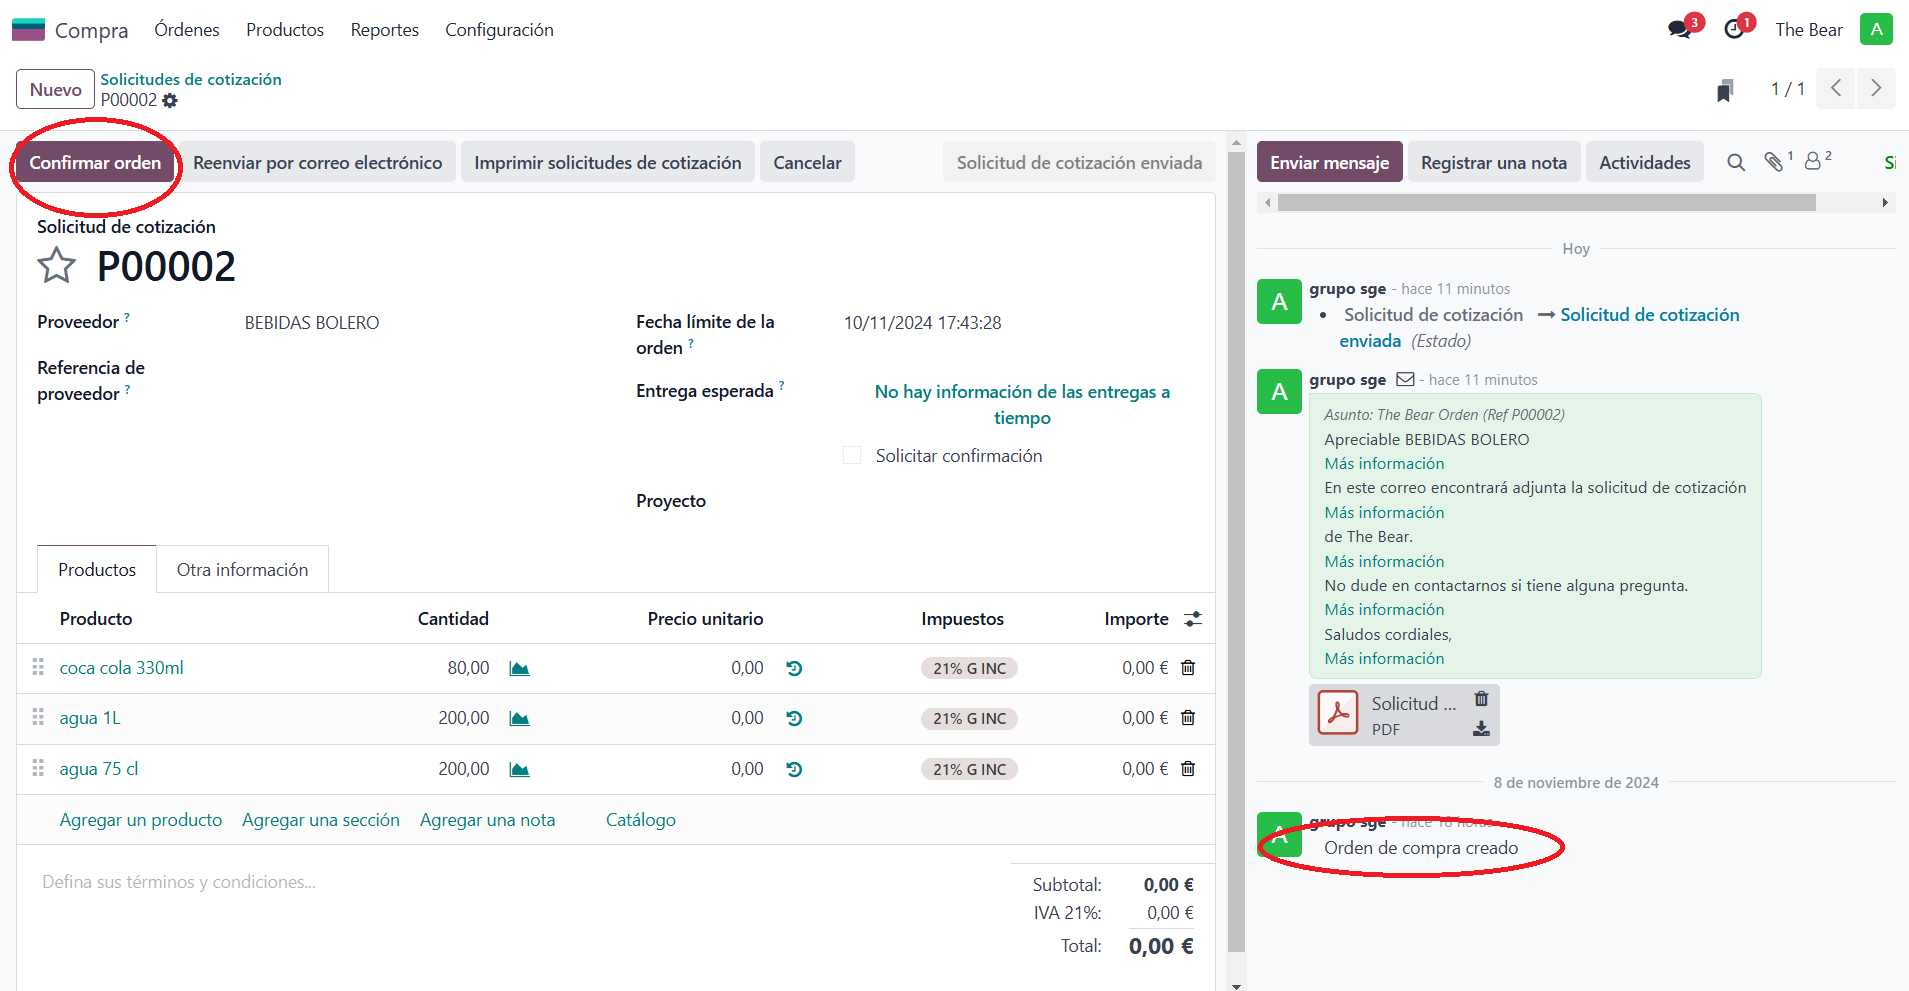 Compra Órdenes Productos Reportes Configuración 3 1 The Bear A
Nuevo Solicitudes de cotización
P00002 1 / 1
Confirmar orden Reenviar por correo electrónico Imprimir solicitudes de cotización Cancelar Solicitud de cotización enviada
Solicitud de cotización
P00002
Proveedor ? BEBIDAS BOLERO
Referencia de
proveedor ?
Fecha límite de la
orden ?
10/11/2024 17:43:28
Entrega esperada ? No hay información de las entregas a
tiempo
Solicitar confirmación
Proyecto
Productos Otra información
Producto Cantidad Precio unitario Impuestos Importe
coca cola 330ml 80,00 0,00 21% G INC 0,00 €
agua 1L 200,00 0,00 21% G INC 0,00 €
agua 75 cl 200,00 0,00 21% G INC 0,00 €
Agregar un producto Agregar una sección Agregar una nota Catálogo
Defina sus términos y condiciones...
Subtotal: 0,00 €
IVA 21%: 0,00 €
Total: 0,00 €
Enviar mensaje Registrar una nota Actividades 1 2 Si
Hoy
A grupo sge - hace 11 minutos
• Solicitud de cotización → Solicitud de cotización
enviada (Estado)
A grupo sge - hace 11 minutos
Asunto: The Bear Orden (Ref P00002)
Apreciable BEBIDAS BOLERO
Más información
En este correo encontrará adjunta la solicitud de cotización
Más información
de The Bear.
Más información
No dude en contactarnos si tiene alguna pregunta.
Más información
Saludos cordiales,
Más información
Solicitud ...
PDF
8 de noviembre de 2024
A grupo sge - hace 18 horas
Orden de compra creado